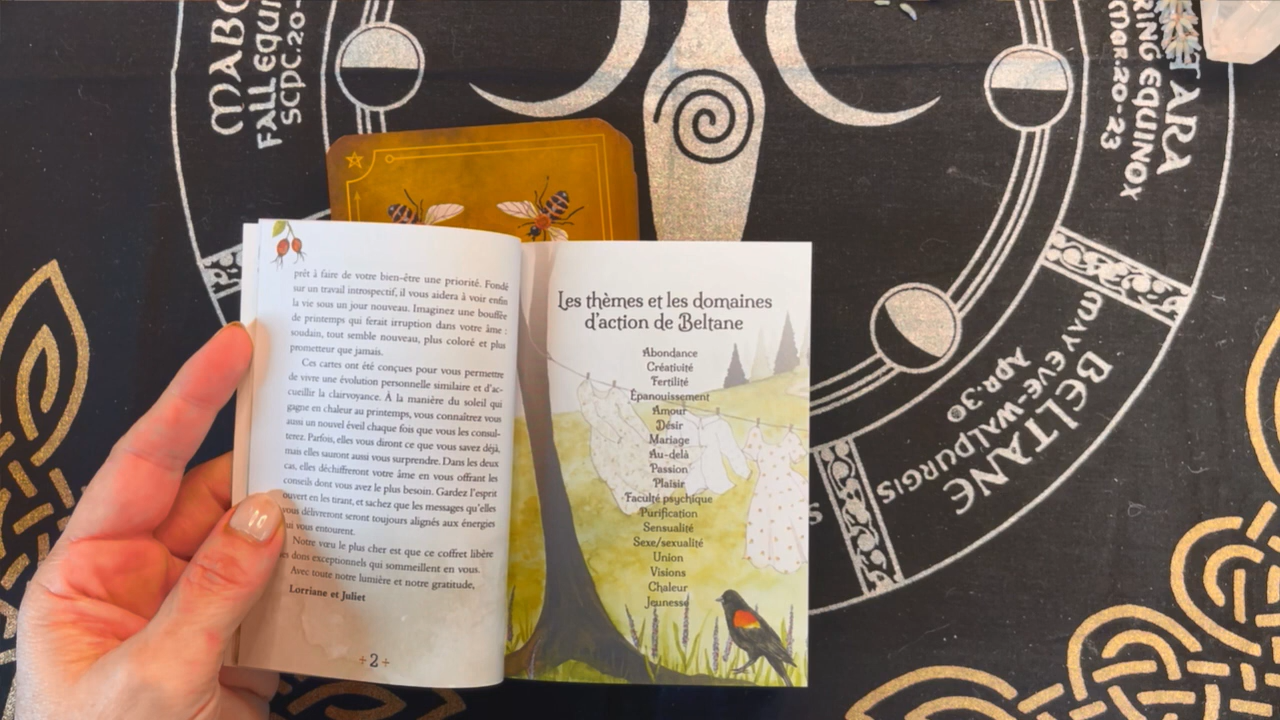 MABO
FALL EQUI
SEPC.20-
TARA
RING EQUINOX
MAR.20-23
BELTANE
MAY EVE-WALPURGIS
APR.30
S
prêt à faire de votre bien-être une priorité. Fondé
sur un travail introspectif, il vous aidera à voir enfin
la vie sous un jour nouveau. Imaginez une bouffée
de printemps qui ferait irruption dans votre âme :
soudain, tout semble nouveau, plus coloré et plus
prometteur que jamais.
Ces cartes ont été conçues pour vous permettre
de vivre une évolution personnelle similaire et d'ac-
cueillir la clairvoyance. À la manière du soleil qui
gagne en chaleur au printemps, vous connaîtrez vous
aussi un nouvel éveil chaque fois que vous les consul-
terez. Parfois, elles vous diront ce que vous savez déjà,
mais elles sauront aussi vous surprendre. Dans les deux
cas, elles déchiffreront votre âme en vous offrant les
conseils dont vous avez le plus besoin. Gardez l'esprit
ouvert en les tirant, et sachez que les messages qu'elles
vous délivreront seront toujours alignés aux énergies
ui vous entourent.
Notre vœu le plus cher est que ce coffret libère
es dons exceptionnels qui sommeillent en vous.
Avec toute notre lumière et notre gratitude,
Lorriane et Juliet
2
Les thèmes et les domaines
d'action de Beltane
Abondance
Créativité
Fertilité
Épanouissement
Amour
Désir
Mariage
Au-delà
Passion
Plaisir
Faculté psychique
Purification
Sensualité
Sexe/sexualité
Union
Visions
Chaleur
Jeunesse